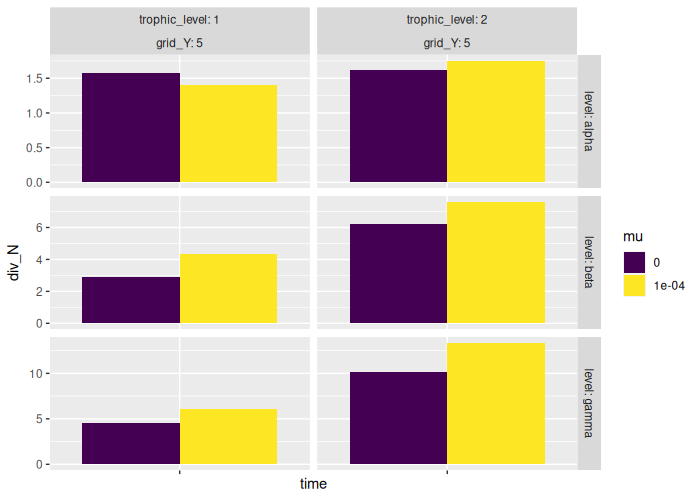 trophic_level: 1
trophic_level: 2
grid_Y: 5
grid_Y: 5
1.5
1.0
0.5
0.0
level: alpha
6
4
2
0
level: beta
10
5
0
level: gamma
div_N
time
mu
0
1e-04